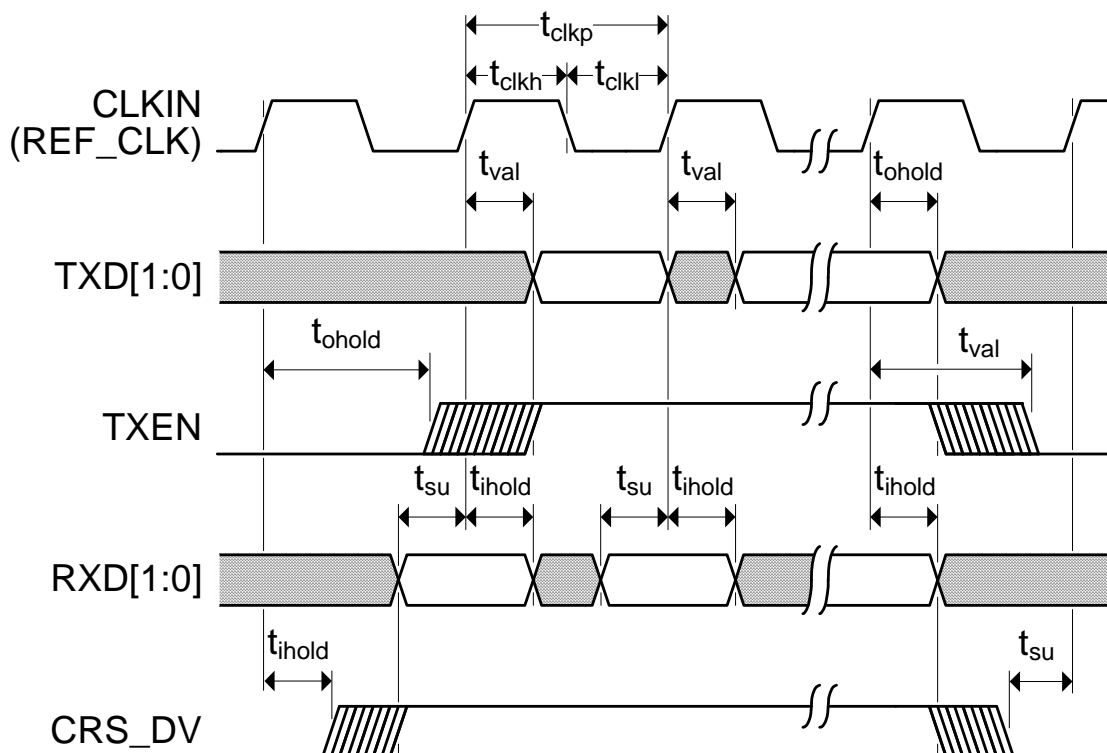 tclkp
tclkh tclkl
CLKIN
(REF_CLK)
tval tval tohold
TXD[1:0]
tohold tval
TXEN
tsu tihold tsu tihold tihold
RXD[1:0]
tihold tsu
CRS_DV